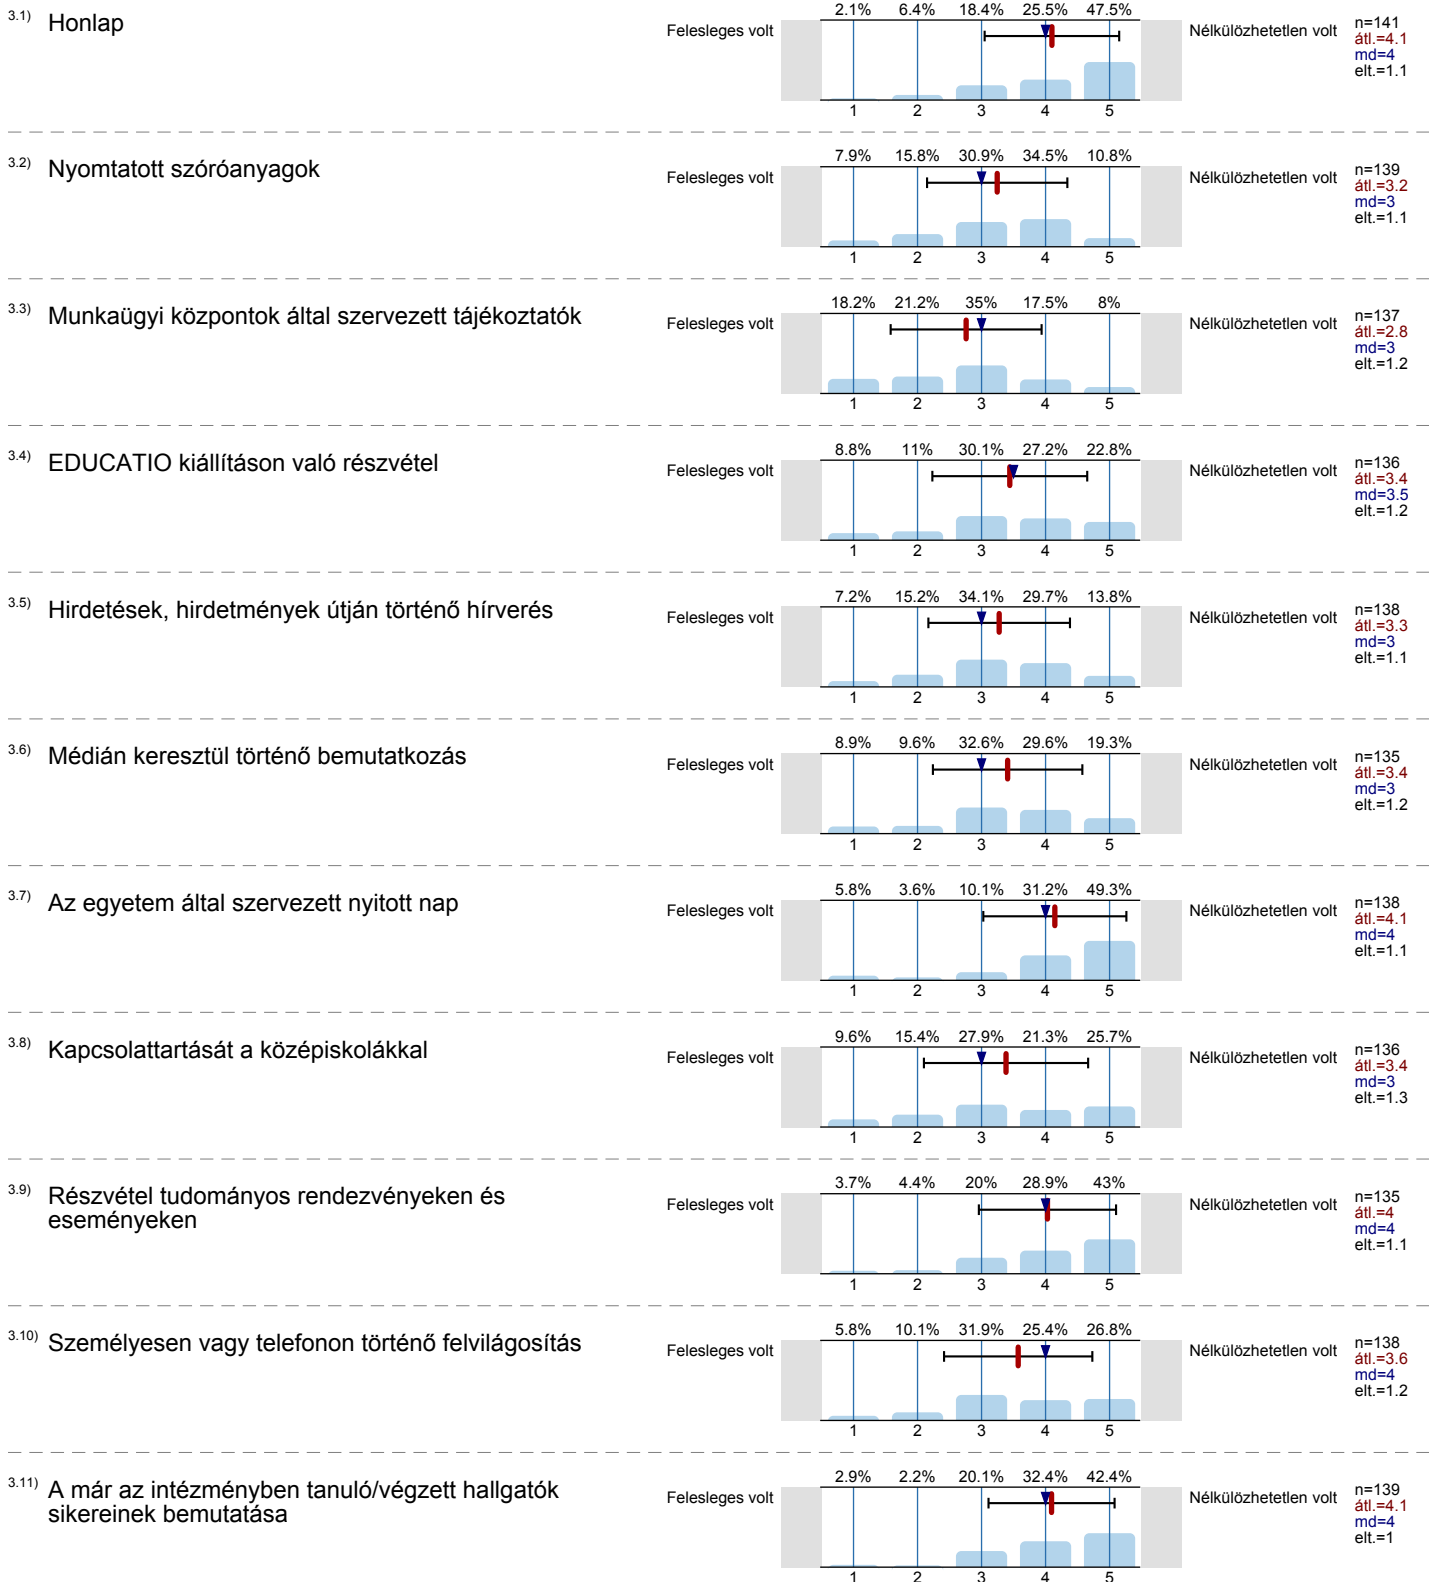 3.1) Honlap
Felesleges volt
2.1% 6.4% 18.4% 25.5% 47.5%
1 2 3 4 5
Nélkülözhetetlen volt
n=141
átl.=4.1
md=4
elt.=1.1
3.2) Nyomtatott szóróanyagok
Felesleges volt
7.9% 15.8% 30.9% 34.5% 10.8%
1 2 3 4 5
Nélkülözhetetlen volt
n=139
átl.=3.2
md=3
elt.=1.1
3.3) Munkaügyi központok által szervezett tájékoztatók
Felesleges volt
18.2% 21.2% 35% 17.5% 8%
1 2 3 4 5
Nélkülözhetetlen volt
n=137
átl.=2.8
md=3
elt.=1.2
3.4) EDUCATIO kiállításon való részvétel
Felesleges volt
8.8% 11% 30.1% 27.2% 22.8%
1 2 3 4 5
Nélkülözhetetlen volt
n=136
átl.=3.4
md=3.5
elt.=1.2
3.5) Hirdetések, hirdetmények útján történő hírverés
Felesleges volt
7.2% 15.2% 34.1% 29.7% 13.8%
1 2 3 4 5
Nélkülözhetetlen volt
n=138
átl.=3.3
md=3
elt.=1.1
3.6) Médián keresztül történő bemutatkozás
Felesleges volt
8.9% 9.6% 32.6% 29.6% 19.3%
1 2 3 4 5
Nélkülözhetetlen volt
n=135
átl.=3.4
md=3
elt.=1.2
3.7) Az egyetem által szervezett nyitott nap
Felesleges volt
5.8% 3.6% 10.1% 31.2% 49.3%
1 2 3 4 5
Nélkülözhetetlen volt
n=138
átl.=4.1
md=4
elt.=1.1
3.8) Kapcsolattartását a középiskolákkal
Felesleges volt
9.6% 15.4% 27.9% 21.3% 25.7%
1 2 3 4 5
Nélkülözhetetlen volt
n=136
átl.=3.4
md=3
elt.=1.3
3.9) Részvétel tudományos rendezvényeken és
eseményeken
Felesleges volt
3.7% 4.4% 20% 28.9% 43%
1 2 3 4 5
Nélkülözhetetlen volt
n=135
átl.=4
md=4
elt.=1.1
3.10) Személyesen vagy telefonon történő felvilágosítás
Felesleges volt
5.8% 10.1% 31.9% 25.4% 26.8%
1 2 3 4 5
Nélkülözhetetlen volt
n=138
átl.=3.6
md=4
elt.=1.2
3.11) A már az intézményben tanuló/végzett hallgatók
sikereinek bemutatása
Felesleges volt
2.9% 2.2% 20.1% 32.4% 42.4%
1 2 3 4 5
Nélkülözhetetlen volt
n=139
átl.=4.1
md=4
elt.=1